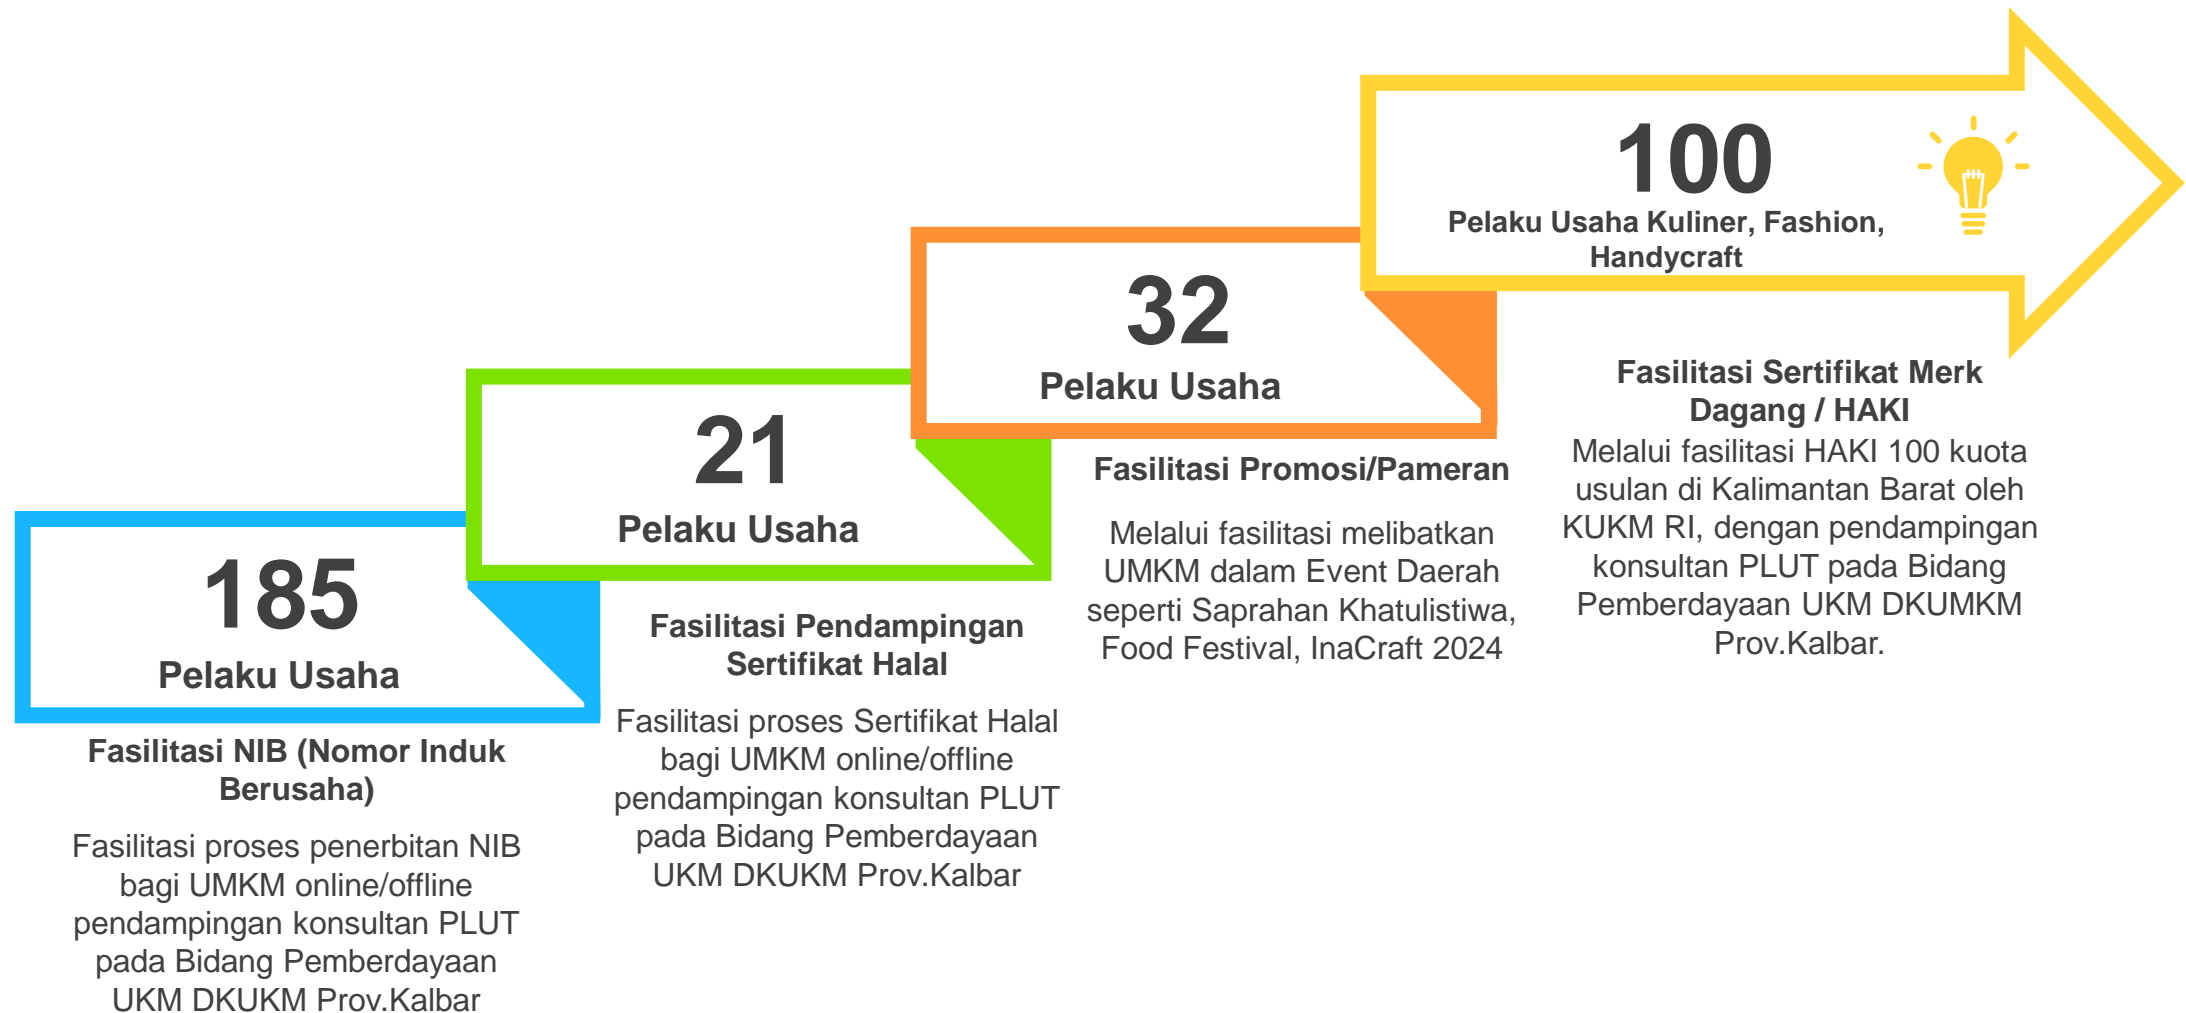 185
Pelaku Usaha
Fasilitasi NIB (Nomor Induk
Berusaha)
Fasilitasi proses penerbitan NIB
bagi UMKM online/offline
pendampingan konsultan PLUT
pada Bidang Pemberdayaan
UKM DKUKM Prov.Kalbar
21
Pelaku Usaha
Fasilitasi Pendampingan
Sertifikat Halal
Fasilitasi proses Sertifikat Halal
bagi UMKM online/offline
pendampingan konsultan PLUT
pada Bidang Pemberdayaan
UKM DKUKM Prov.Kalbar
32
Pelaku Usaha
Fasilitasi Promosi/Pameran
Melalui fasilitasi melibatkan
UMKM dalam Event Daerah
seperti Saprahan Khatulistiwa,
Food Festival, InaCraft 2024
100
Pelaku Usaha Kuliner, Fashion,
Handycraft
Fasilitasi Sertifikat Merk
Dagang / HAKI
Melalui fasilitasi HAKI 100 kuota
usulan di Kalimantan Barat oleh
KUKM RI, dengan pendampingan
konsultan PLUT pada Bidang
Pemberdayaan UKM DKUMKM
Prov.Kalbar.